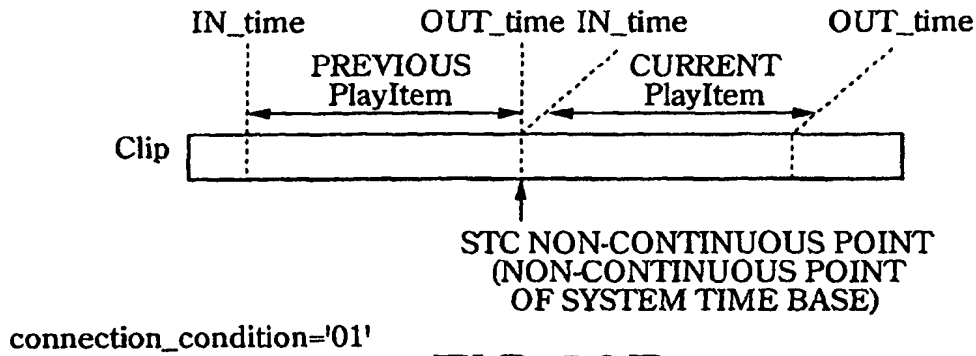 IN_time OUT_time IN_time OUT_time
PREVIOUS CURRENT
PlayItem PlayItem
Clip
STC NON-CONTINUOUS POINT
(NON-CONTINUOUS POINT
OF SYSTEM TIME BASE)
connection_condition='01'